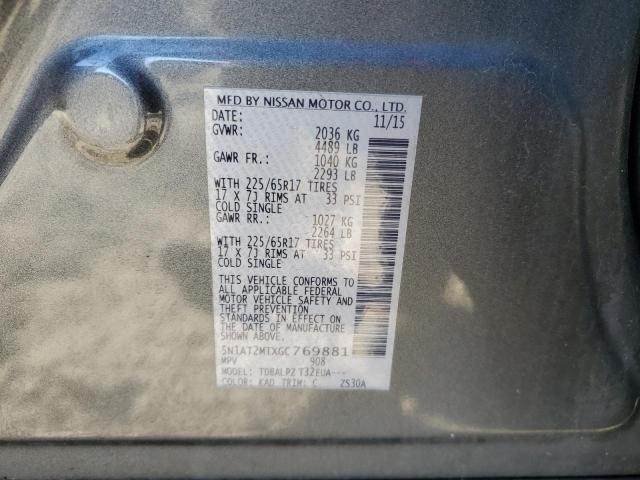 MFD BY NISSAN MOTOR CO., LTD.
DATE: 11/15
GVWR: 2036 KG
4489 LB
GAWR FR.: 1040 KG
2293 LB
WITH 225/65R17 TIRES
17 X 7J RIMS AT 33 PSI
COLD SINGLE
GAWR RR.: 1027 KG
2264 LB
WITH 225/65R17 TIRES
17 X 7J RIMS AT 33 PSI
COLD SINGLE
THIS VEHICLE CONFORMS TO
ALL APPLICABLE FEDERAL
MOTOR VEHICLE SAFETY AND
THEFT PREVENTION
STANDARDS IN EFFECT ON
THE DATE OF MANUFACTURE
SHOWN ABOVE.
5N1AT2MTXGC769881
MPV 908
MODEL: TDBALPZ T32EUA---
COLOR: KAD TRIM: C 2S30A